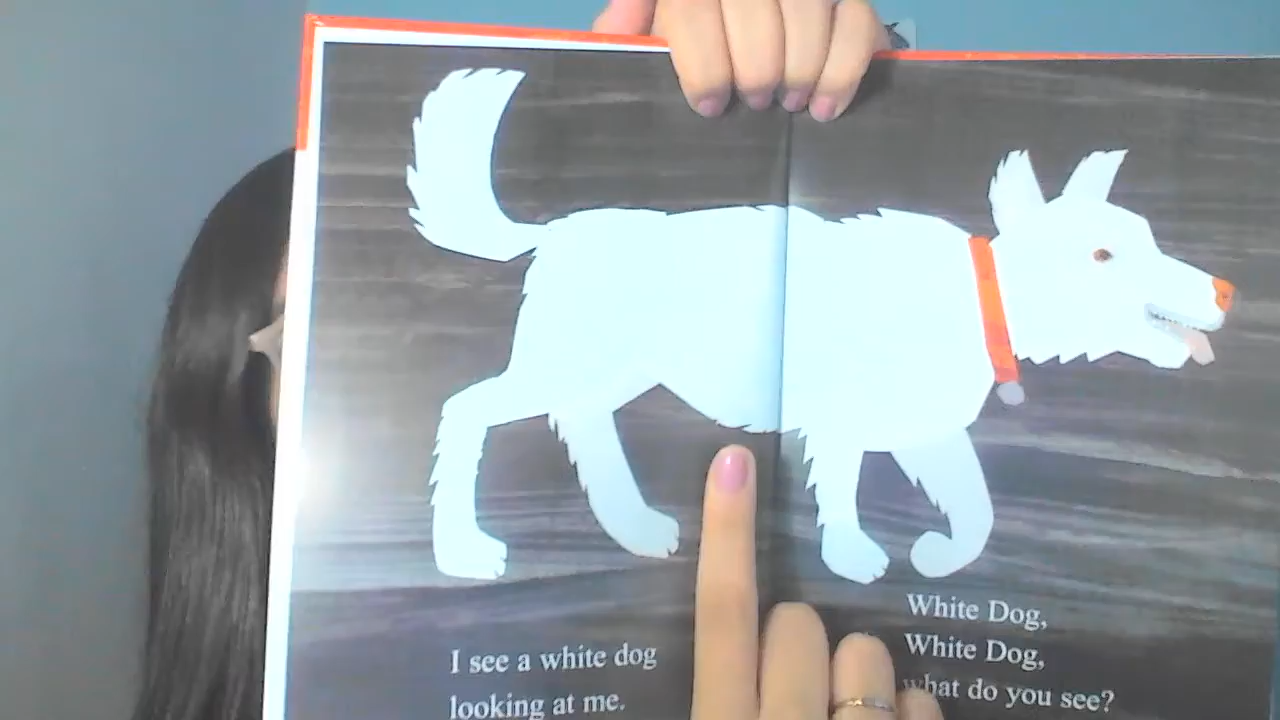 I see a white dog
looking at me.
White Dog,
White Dog,
what do you see?